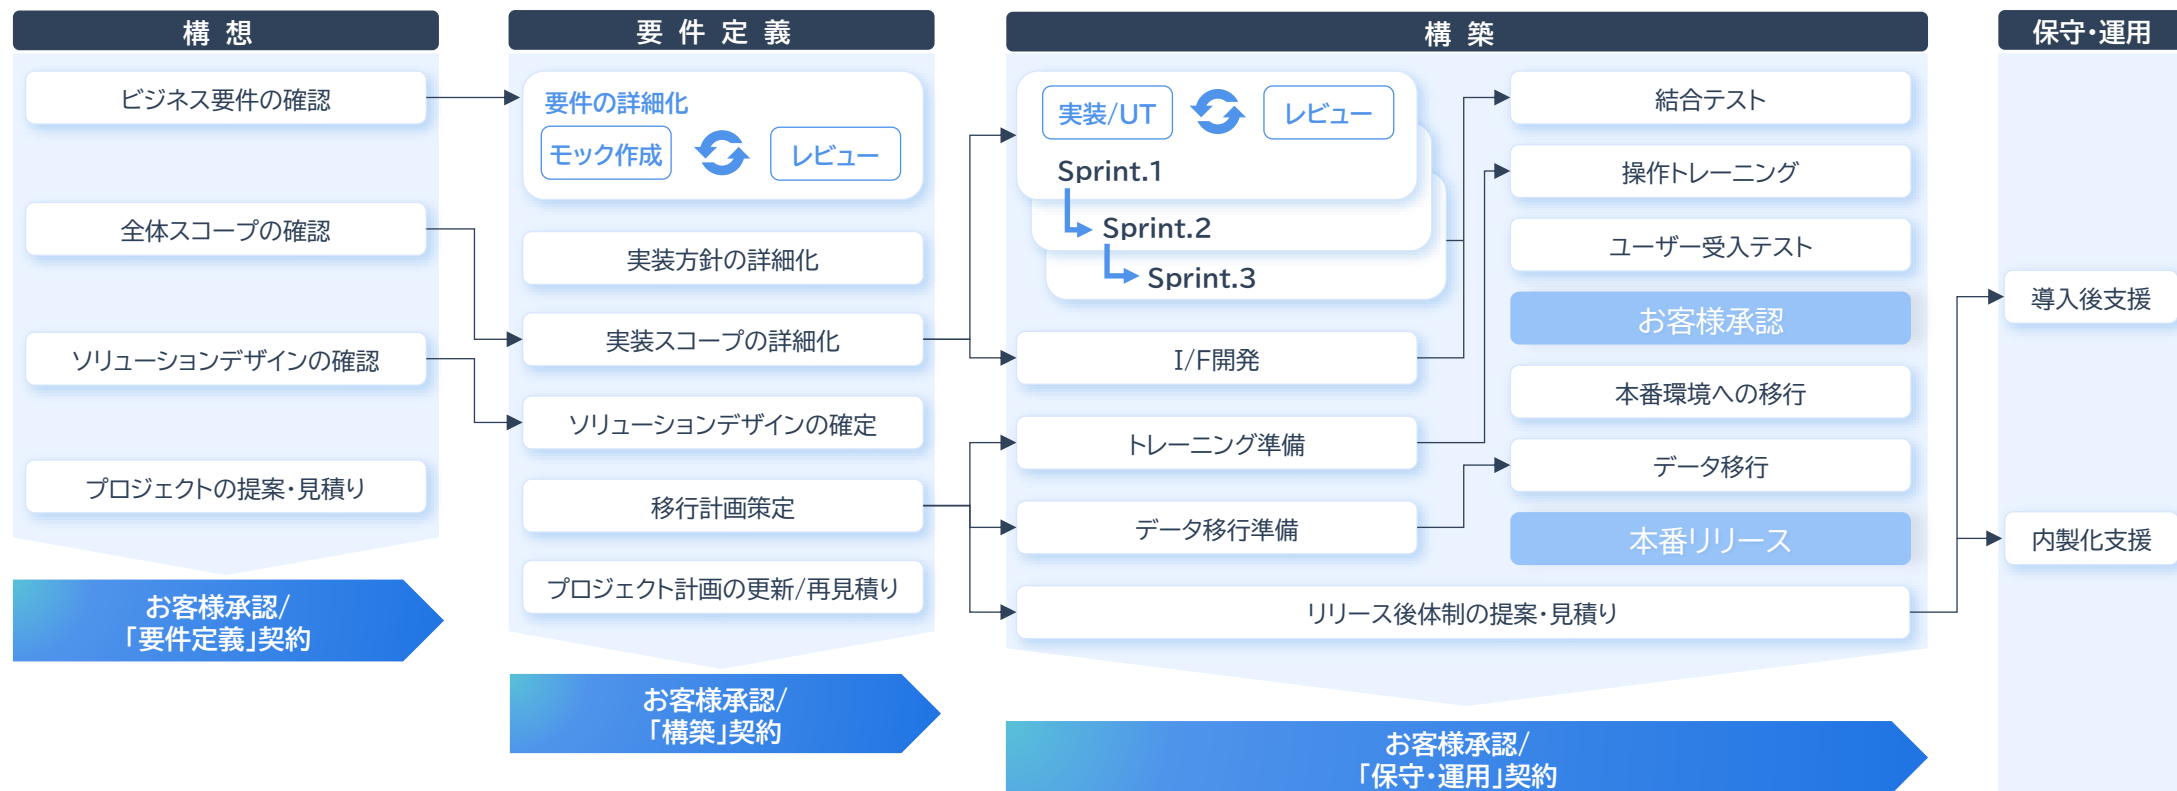 構想
ビジネス要件の確認
全体スコープの確認
ソリューションデザインの確認
プロジェクトの提案・見積り
お客様承認/
「要件定義」契約
要件定義
要件の詳細化
モック作成
レビュー
実装方針の詳細化
実装スコープの詳細化
ソリューションデザインの確定
移行計画策定
プロジェクト計画の更新/再見積り
お客様承認/
「構築」契約
構築
実装/UT
レビュー
Sprint.1
Sprint.2
Sprint.3
I/F開発
トレーニング準備
データ移行準備
結合テスト
操作トレーニング
ユーザー受入テスト
お客様承認
本番環境への移行
データ移行
本番リリース
リリース後体制の提案・見積り
お客様承認/
「保守・運用」契約
保守・運用
導入後支援
内製化支援